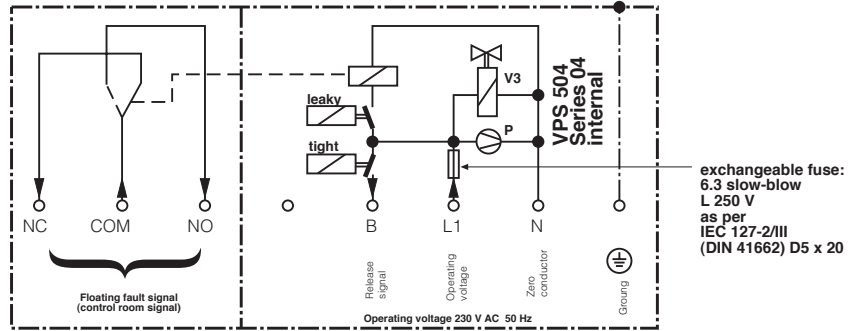 V3
VPS 504
Series 04
internal
leaky
P
tight
exchangeable fuse:
6.3 slow-blow
L 250 V
as per
IEC 127-2/III
(DIN 41662) D5 x 20
NC
COM
NO
B
L1
N
Release
signal
Operating
voltage
Zero
conductor
Groung
Floating fault signal
(control room signal)
Operating voltage 230 V AC 50 Hz